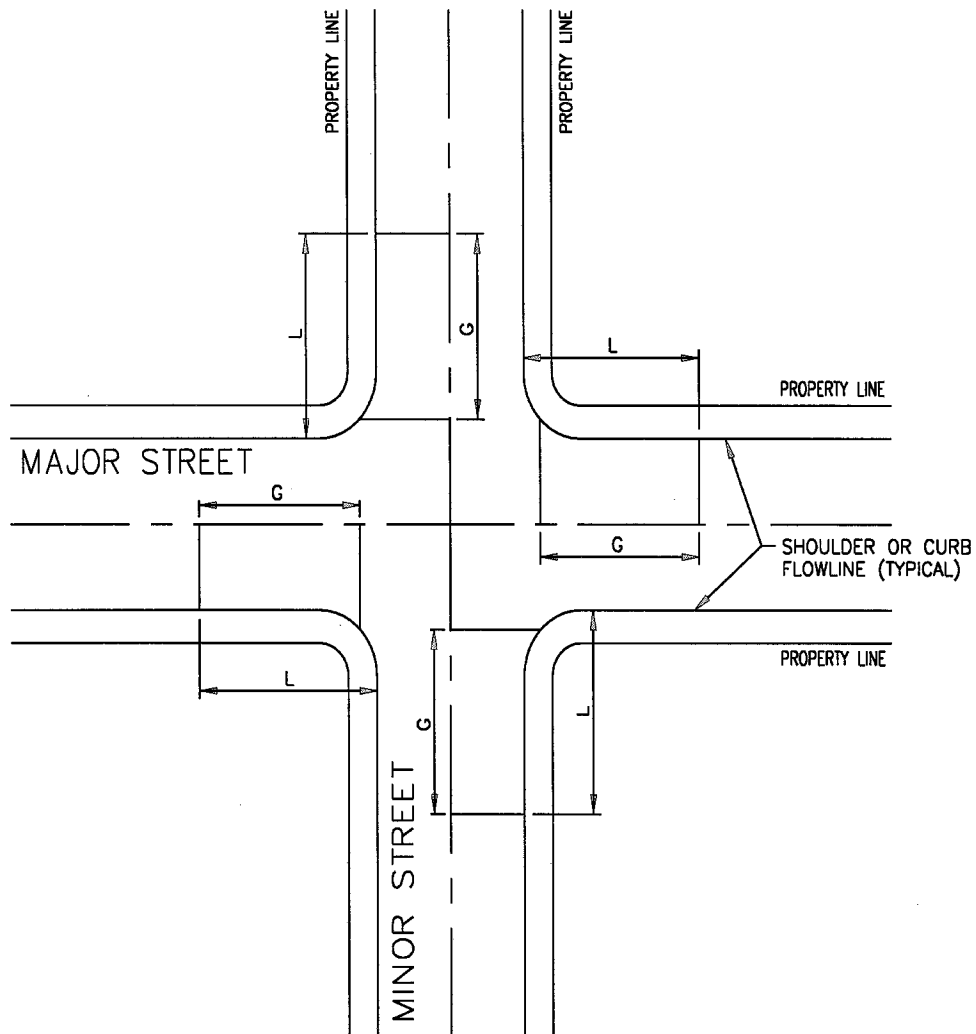 PROPERTY LINE
PROPERTY LINE
L
G
L
PROPERTY LINE
MAJOR STREET
G
G
SHOULDER OR CURB
FLOWLINE (TYPICAL)
PROPERTY LINE
L
G
L
MINOR STREET